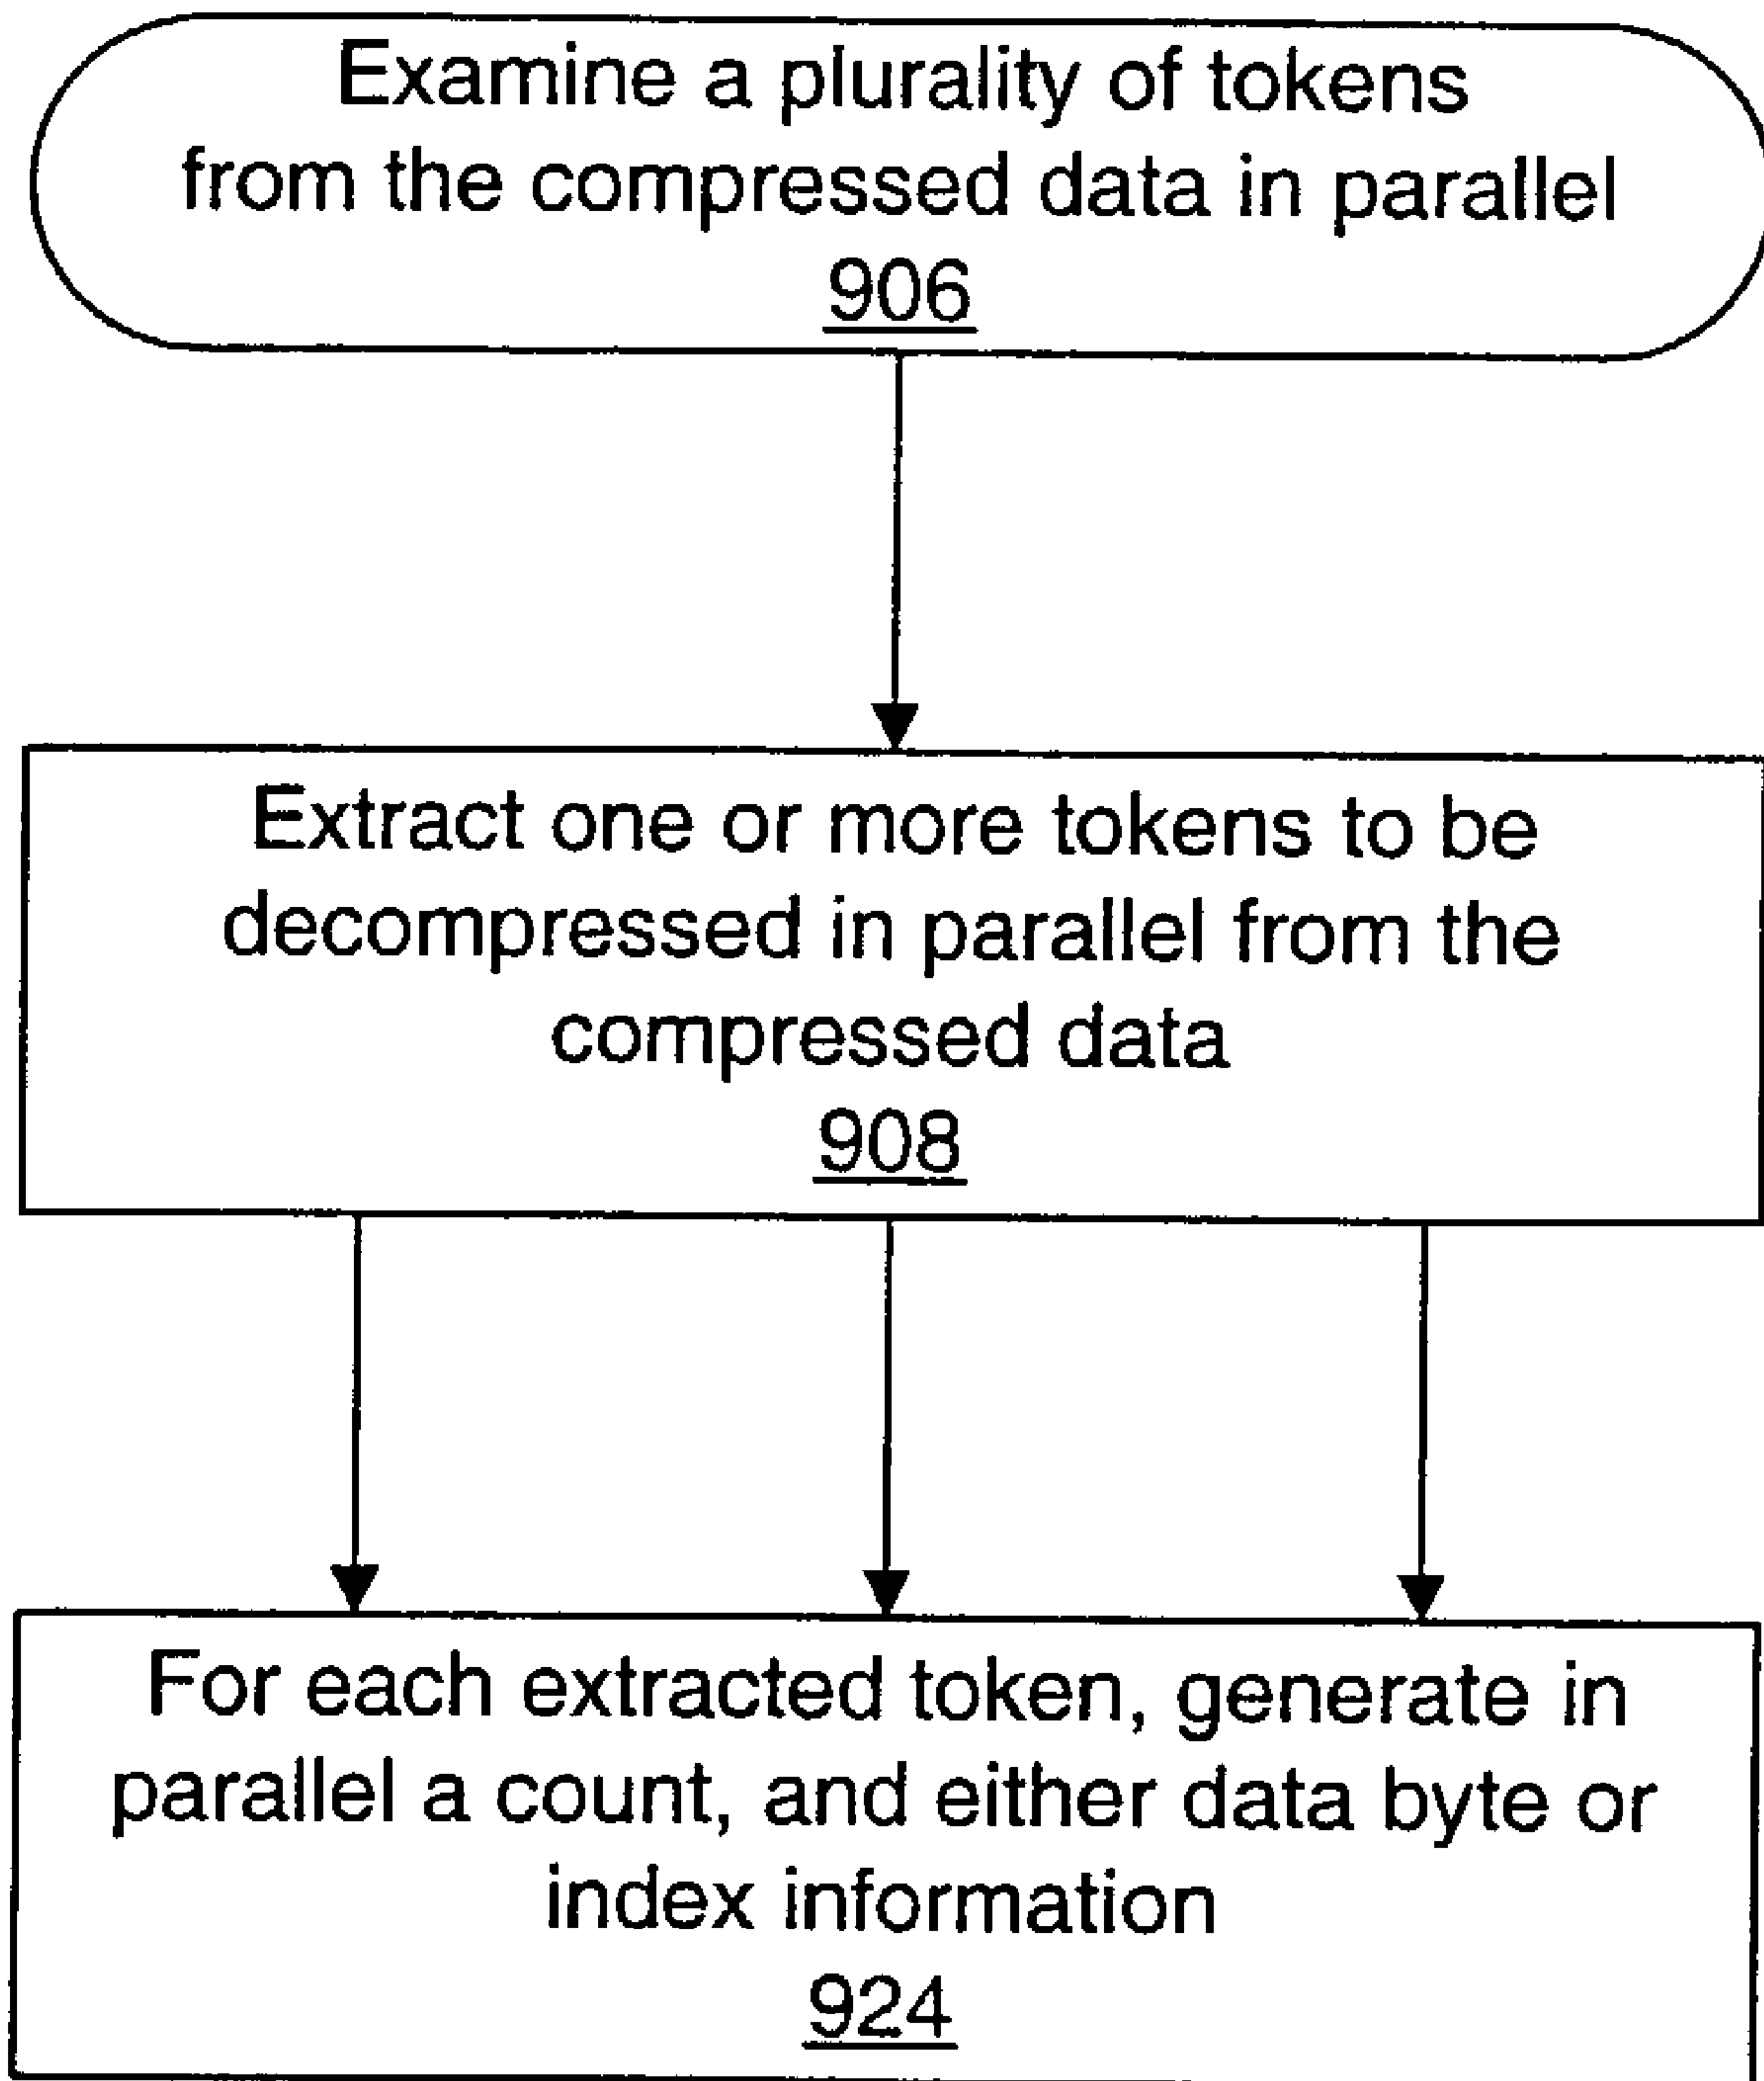 Examine a plurality of tokens
from the compressed data in parallel
906
Extract one or more tokens to be
decompressed in parallel from the
compressed data
908
For each extracted token, generate in
parallel a count, and either data byte or
index information
924